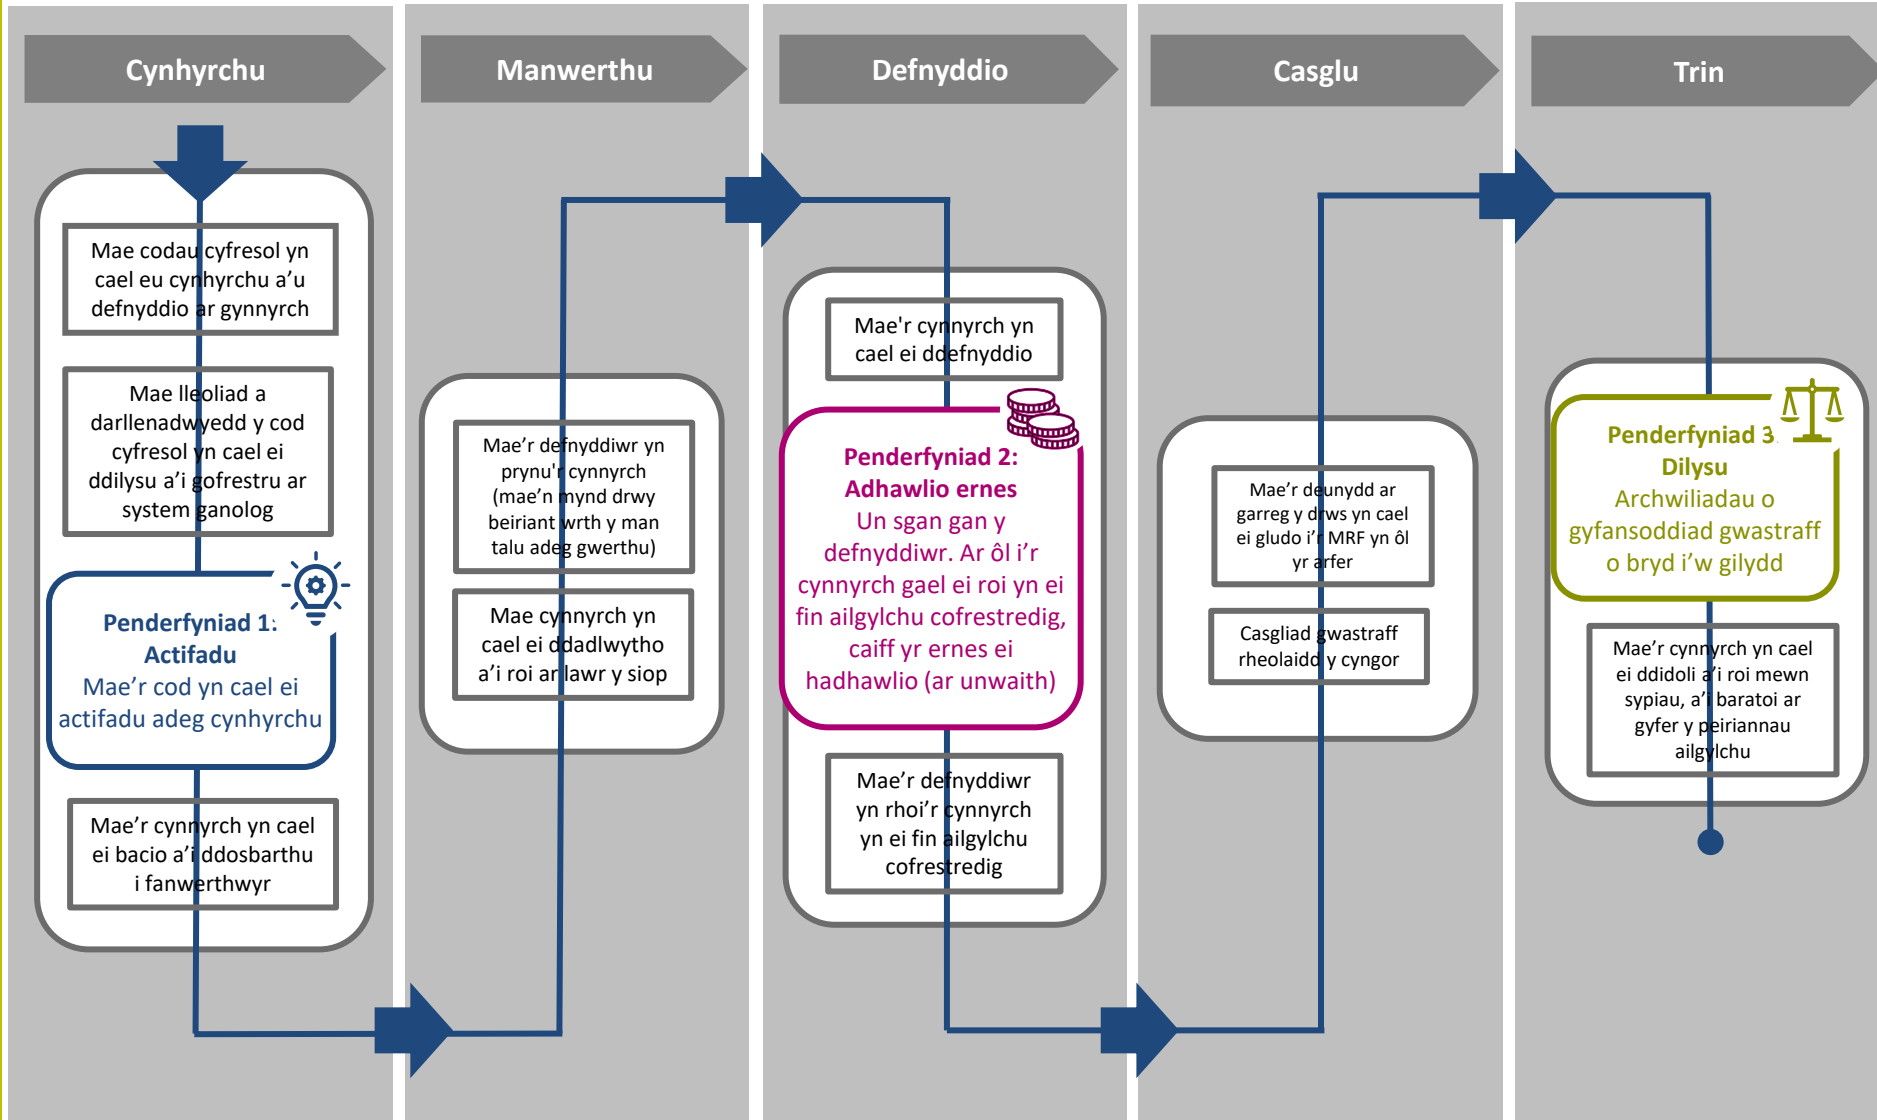 Cynhyrchu
Mae codau cyfresol yn
cael eu cynhyrchu a’u
defnyddio ar gynnyrch
Mae lleoliad a
darllenadwyedd y cod
cyfresol yn cael ei
ddilysu a’i gofrestru ar
system ganolog
Penderfyniad 1:
Actifadu
Mae’r cod yn cael ei
actifadu adeg cynhyrchu
Mae’r cynnyrch yn cael
ei bacio a’i ddosbarthu
i fanwerthwyr
Manwerthu
Mae’r defnyddiwr yn
prynu'r cynnyrch
(mae’n mynd drwy
beiriant wrth y man
talu adeg gwerthu)
Mae cynnyrch yn
cael ei ddadlwytho
a’i roi ar lawr y siop
Defnyddio
Mae'r cynnyrch yn
cael ei ddefnyddio
Penderfyniad 2:
Adhawlio ernes
Un sgan gan y
defnyddiwr. Ar ôl i’r
cynnyrch gael ei roi yn ei
fin ailgylchu cofrestredig,
caiff yr ernes ei
hadhawlio (ar unwaith)
Mae’r defnyddiwr
yn rhoi’r cynnyrch
yn ei fin ailgylchu
cofrestredig
Casglu
Mae’r deunydd ar
garreg y drws yn cael
ei gludo i’r MRF yn ôl
yr arfer
Casgliad gwastraff
rheolaidd y cyngor
Trin
Penderfyniad 3:
Dilysu
Archwiliadau o
gyfansoddiad gwastraff
o bryd i’w gilydd
Mae’r cynnyrch yn cael
ei ddidoli a’i roi mewn
sypiau, a’i baratoi ar
gyfer y peiriannau
ailgylchu